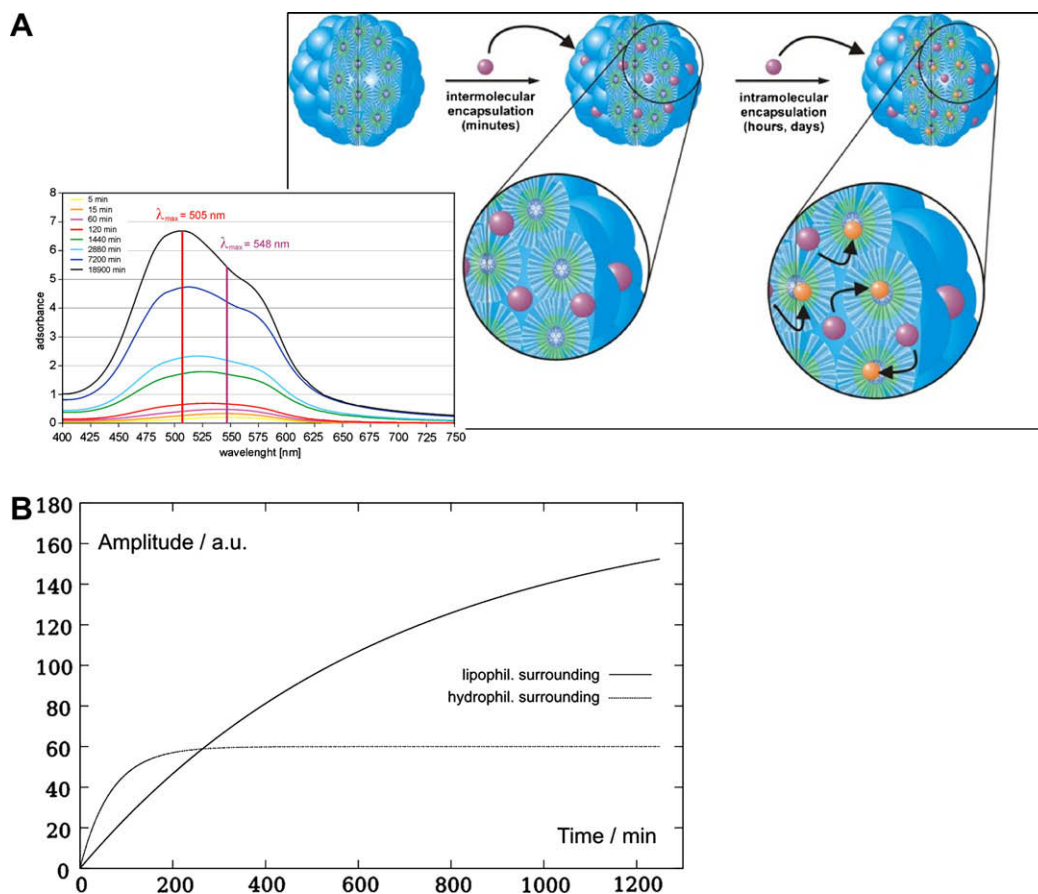 A
intermolecular
encapsulation
(minutes)
intramolecular
encapsulation
(hours, days)
8
7
6
5
4
3
2
1
0
adsorbance
5 min
15 min
60 min
120 min
1440 min
2880 min
7200 min
18900 min
λmax = 505 nm
λmax = 548 nm
400 425 450 475 500 525 550 575 600 625 650 675 700 725 750
wavelenght [nm]
B
180
160
140
120
100
80
60
40
20
0
Amplitude / a.u.
lipophil. surrounding
hydrophil. surrounding
Time / min
0 200 400 600 800 1000 1200